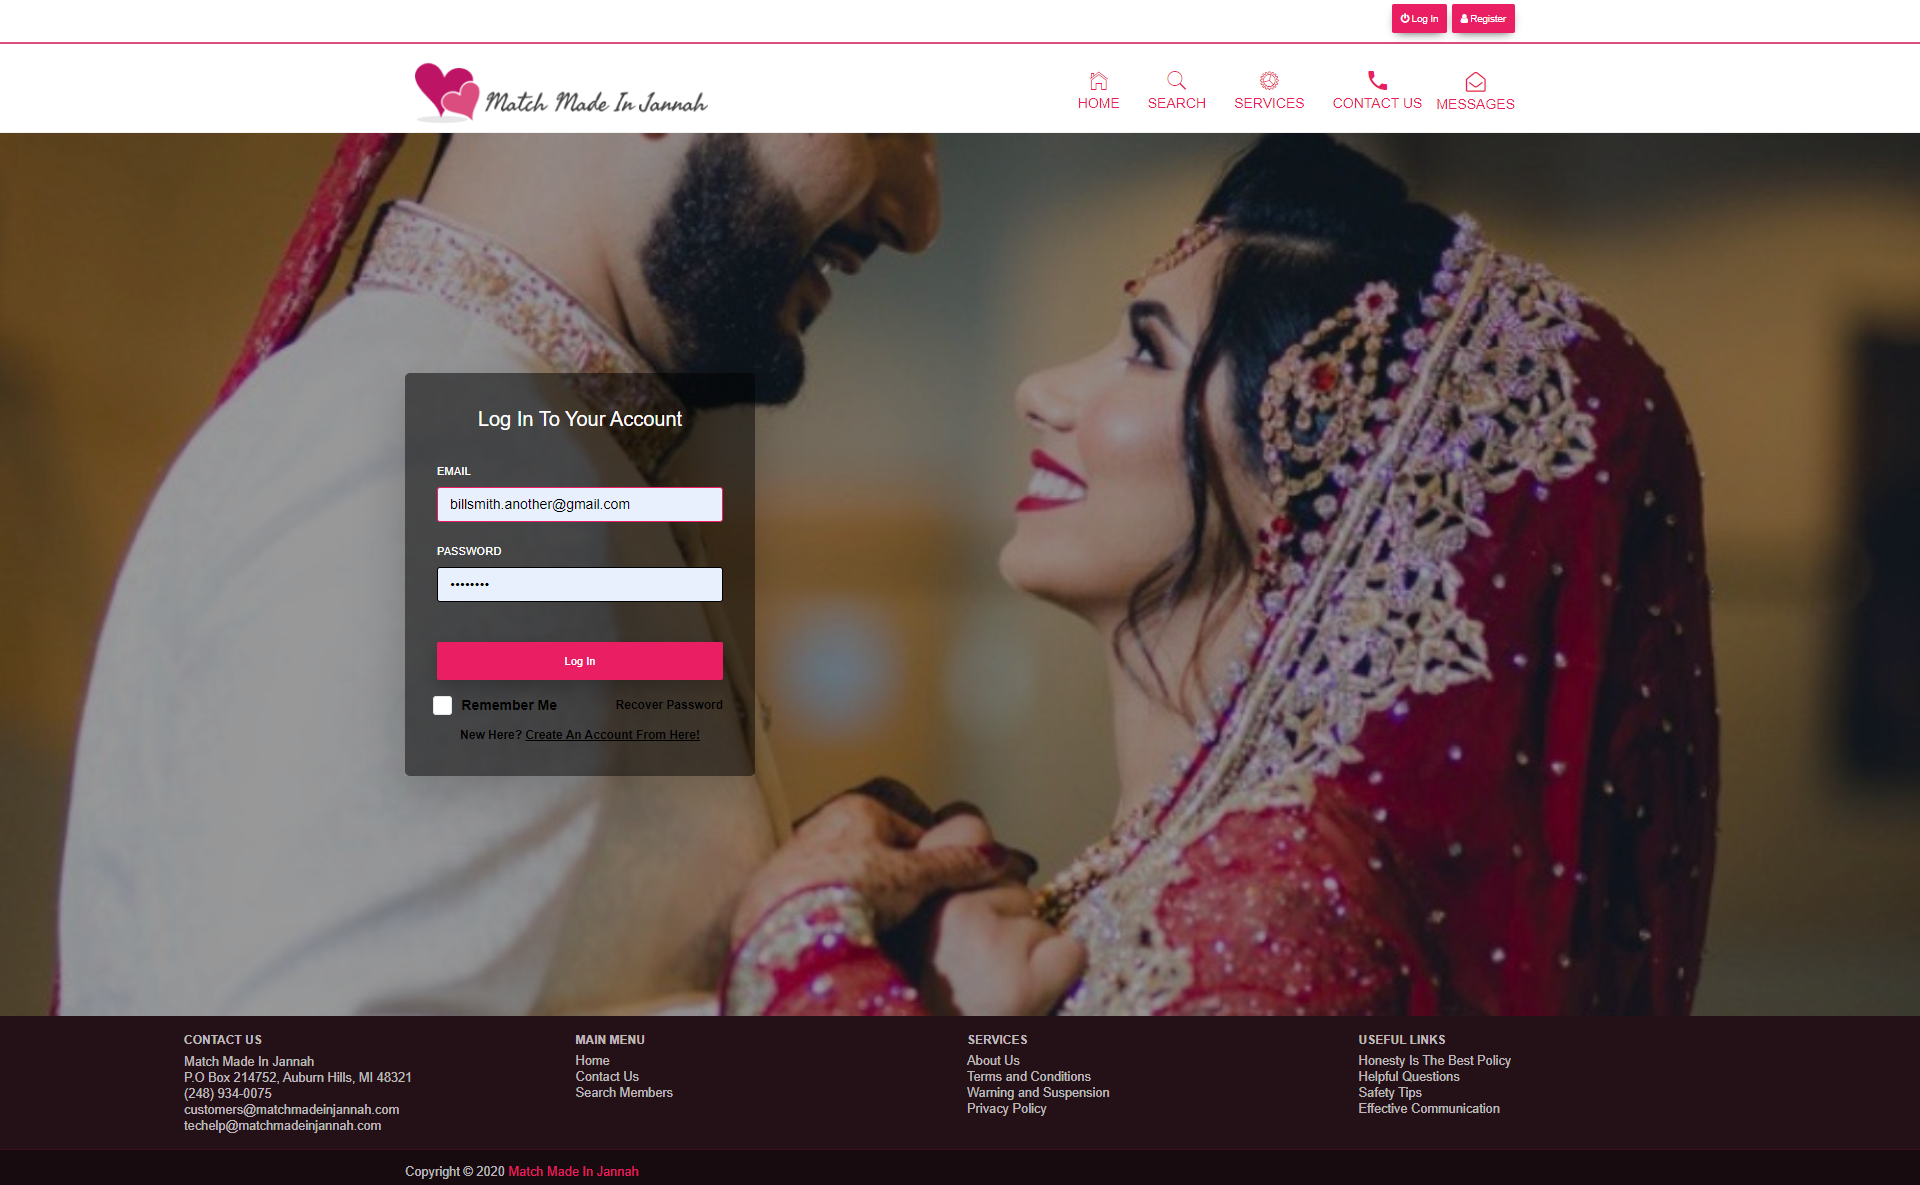 Log In
Register
Match Made In Jannah
HOME
SEARCH
SERVICES
CONTACT US
MESSAGES
Log In To Your Account
EMAIL
billsmith.another@gmail.com
PASSWORD
••••••••
Log In
Remember Me
Recover Password
New Here? Create An Account From Here!
CONTACT US
Match Made In Jannah
P.O Box 214752, Auburn Hills, MI 48321
(248) 934-0075
customers@matchmadeinjannah.com
techelp@matchmadeinjannah.com
MAIN MENU
Home
Contact Us
Search Members
SERVICES
About Us
Terms and Conditions
Warning and Suspension
Privacy Policy
USEFUL LINKS
Honesty Is The Best Policy
Helpful Questions
Safety Tips
Effective Communication
Copyright © 2020 Match Made In Jannah